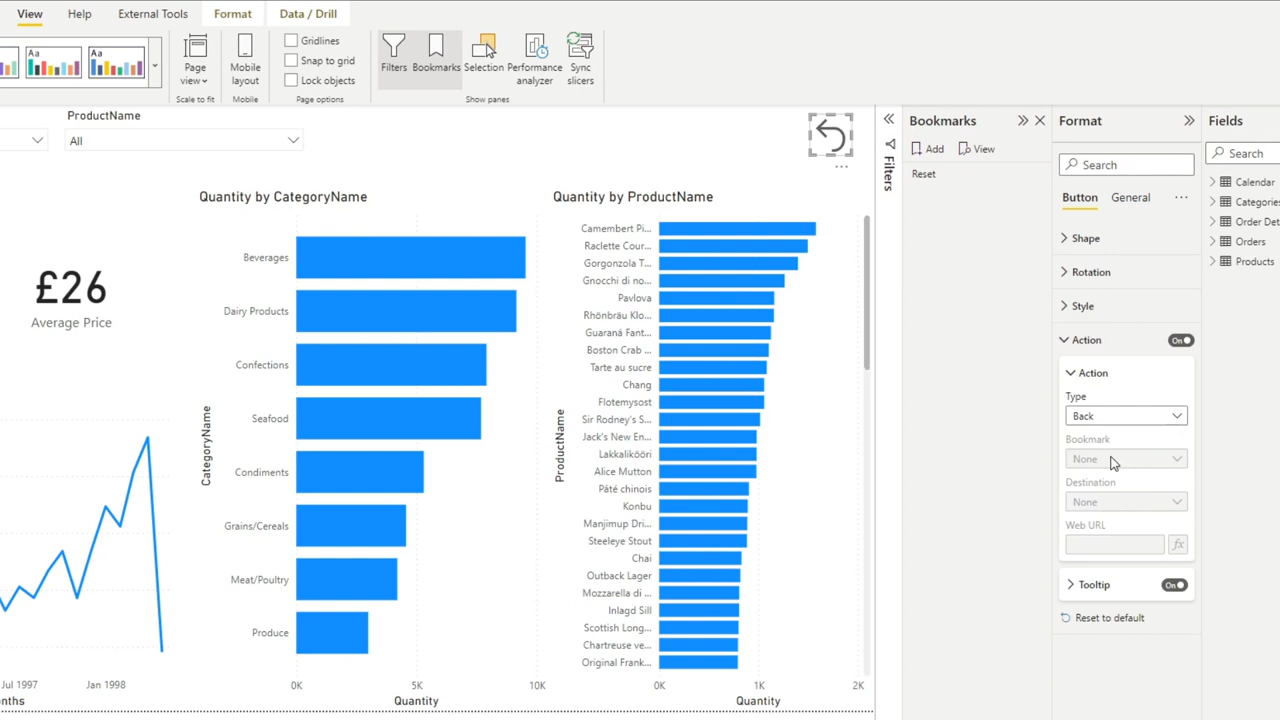 View Help External Tools Format Data / Drill
Aa Aa
Page view
Mobile layout
Gridlines
Snap to grid
Lock objects
Filters
Bookmarks
Selection
Performance analyzer
Sync slicers
Scale to fit
Mobile
Page options
Show panes
ProductName
All
£26
Average Price
Jul 1997
Jan 1998
Quantity by CategoryName
CategoryName
Beverages
Dairy Products
Confections
Seafood
Condiments
Grains/Cereals
Meat/Poultry
Produce
0K 5K 10K
Quantity
Quantity by ProductName
ProductName
Camembert Pi...
Raclette Cour...
Gorgonzola T...
Gnocchi di no...
Pavlova
Rhönbräu Klo...
Guaraná Fant...
Boston Crab ...
Tarte au sucre
Chang
Flotemysost
Sir Rodney's S...
Jack's New En...
Lakkalikööri
Alice Mutton
Pâté chinois
Konbu
Manjimup Dri...
Steeleye Stout
Chai
Outback Lager
Mozzarella di ...
Inlagd Sill
Scottish Long...
Chartreuse ve...
Original Frank...
0K 1K 2K
Quantity
Filters
Bookmarks
Add View
Reset
Format
Search
Button General
Shape
Rotation
Style
Action On
Action
Type
Back
Bookmark
None
Destination
None
Web URL
fx
Tooltip On
Reset to default
Fields
Search
Calendar
Categories
Order Det
Orders
Products